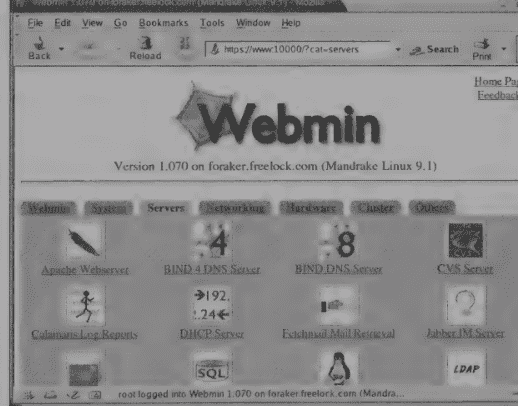 File Edit View Go Bookmarks Tools Window Help
Back Reload https://www:10000/?cat=servers Search Print
Home Pag
Feedback
Webmin
Version 1.070 on foraker.freelock.com (Mandrake Linux 9.1)
Webmin System Servers Networking Hardware Cluster Others
4 8
Apache Webserver BIND 4 DNS Server BIND DNS Server CVS Server
→192.
.24←
Calamaris Log Reports DHCP Server Fetchmail Mail Retrieval Jabber IM Server
SQL LDAP
root logged into Webmin 1.070 on foraker.freelock.com (Mandra...